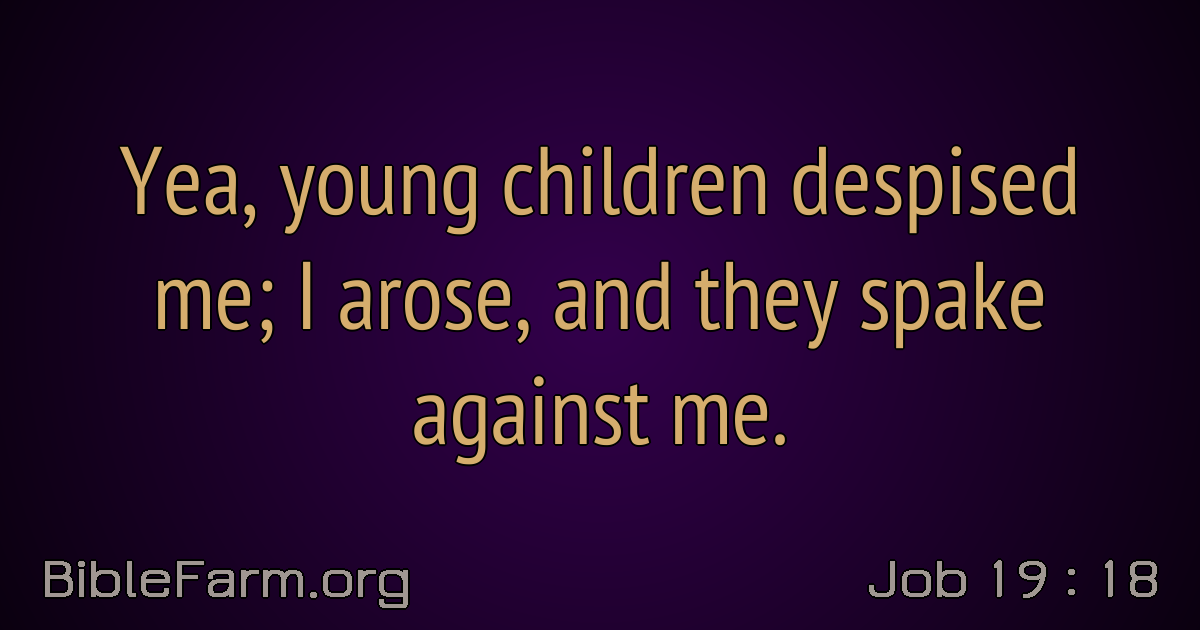 Yea, young children despised
me; I arose, and they spake
against me.
BibleFarm.org
Job 19 : 18